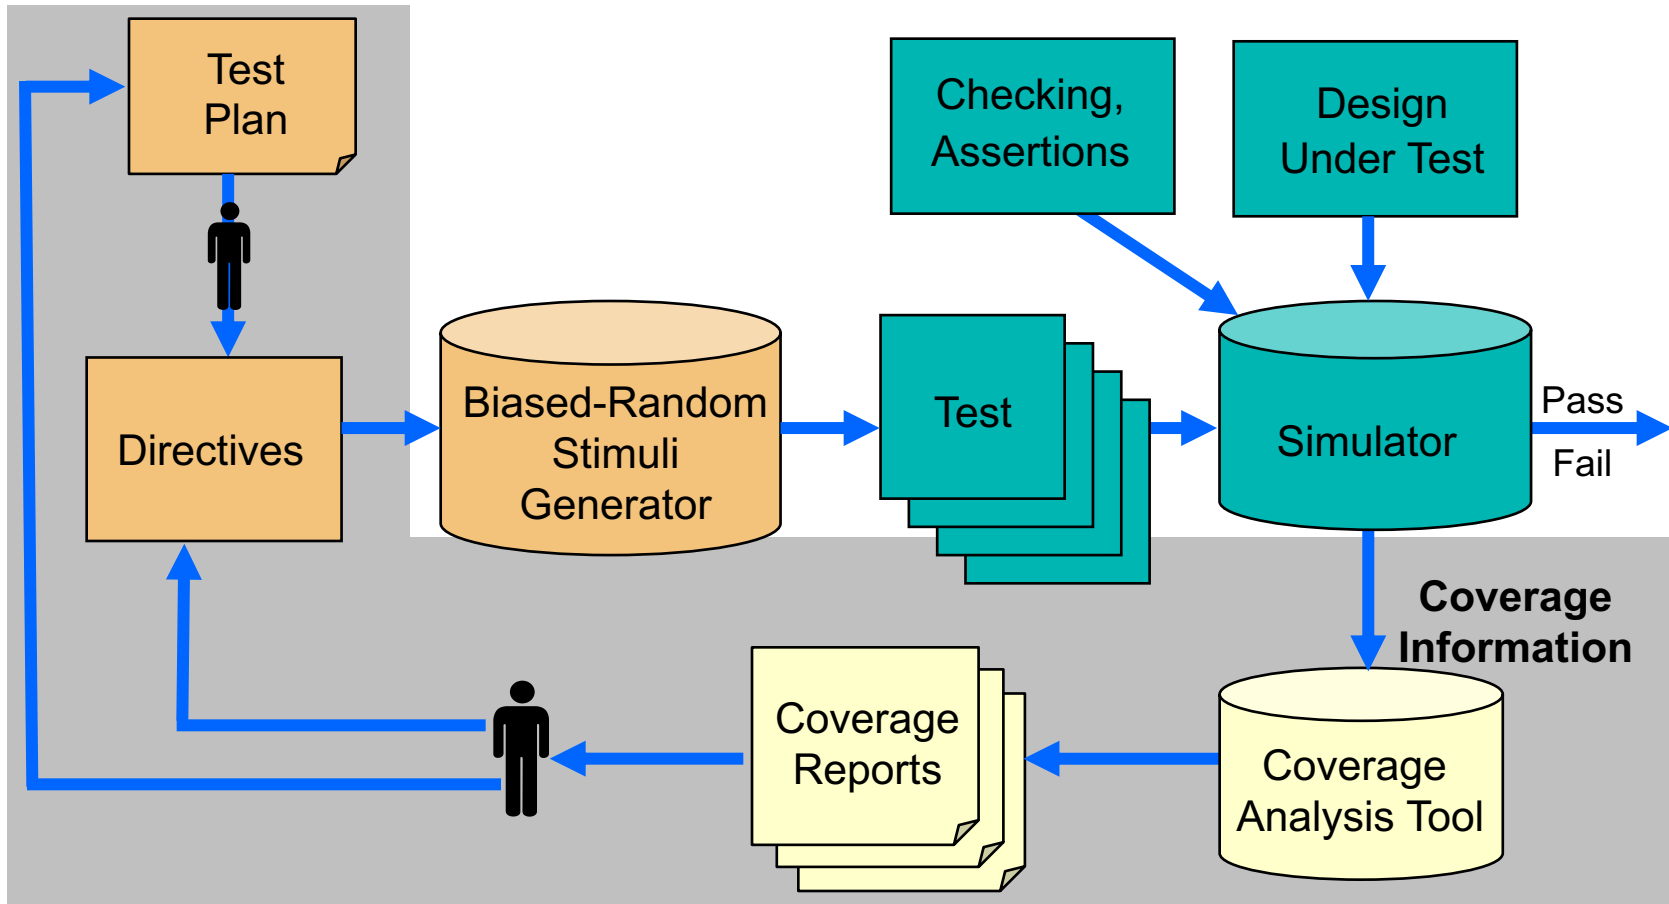 Test
Plan
Checking,
Assertions
Design
Under Test
Directives
Biased-Random
Stimuli
Generator
Test
Simulator
Pass
Fail
Coverage
Information
Coverage
Reports
Coverage
Analysis Tool